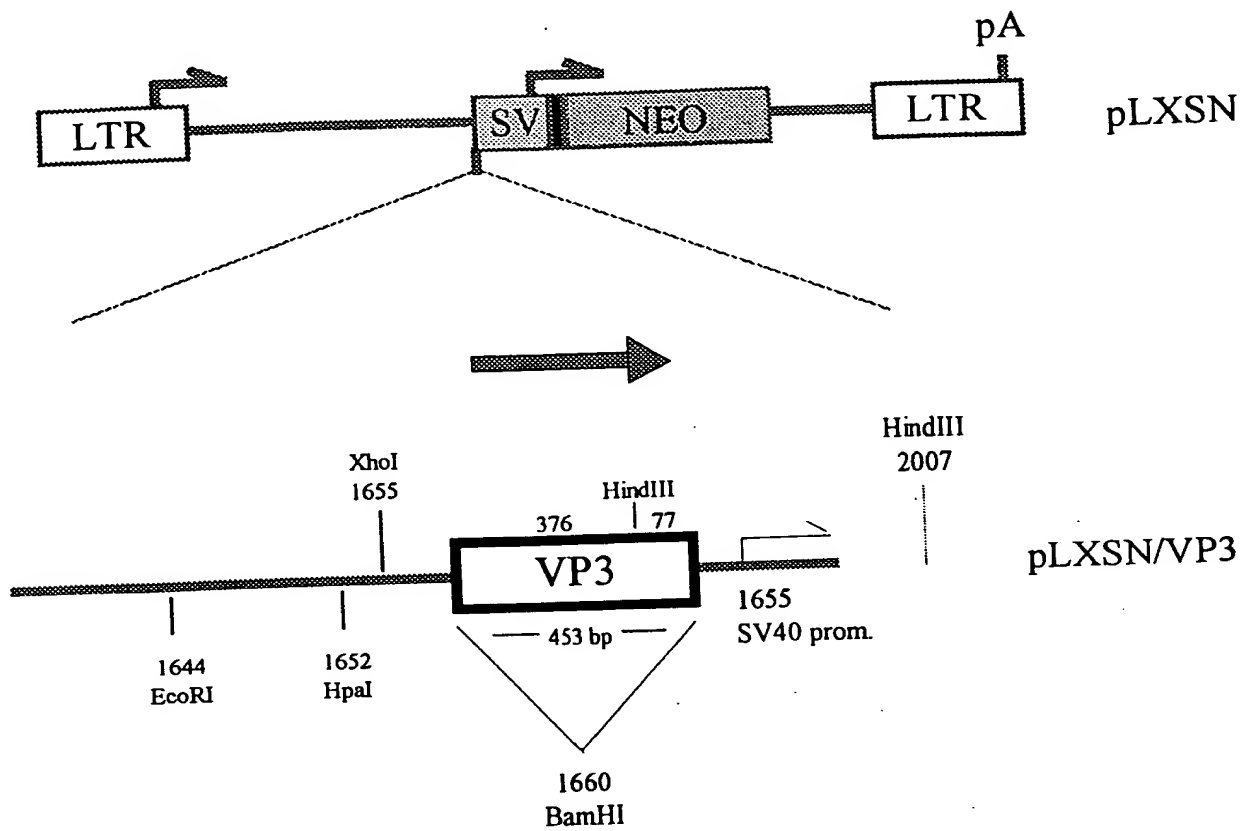 pA
LTR
SV
NEO
LTR
pLXSN
HindIII
2007
XhoI
1655
HindIII
376
77
VP3
pLXSN/VP3
453 bp
1655
SV40 prom.
1644
EcoRI
1652
HpaI
1660
BamHI